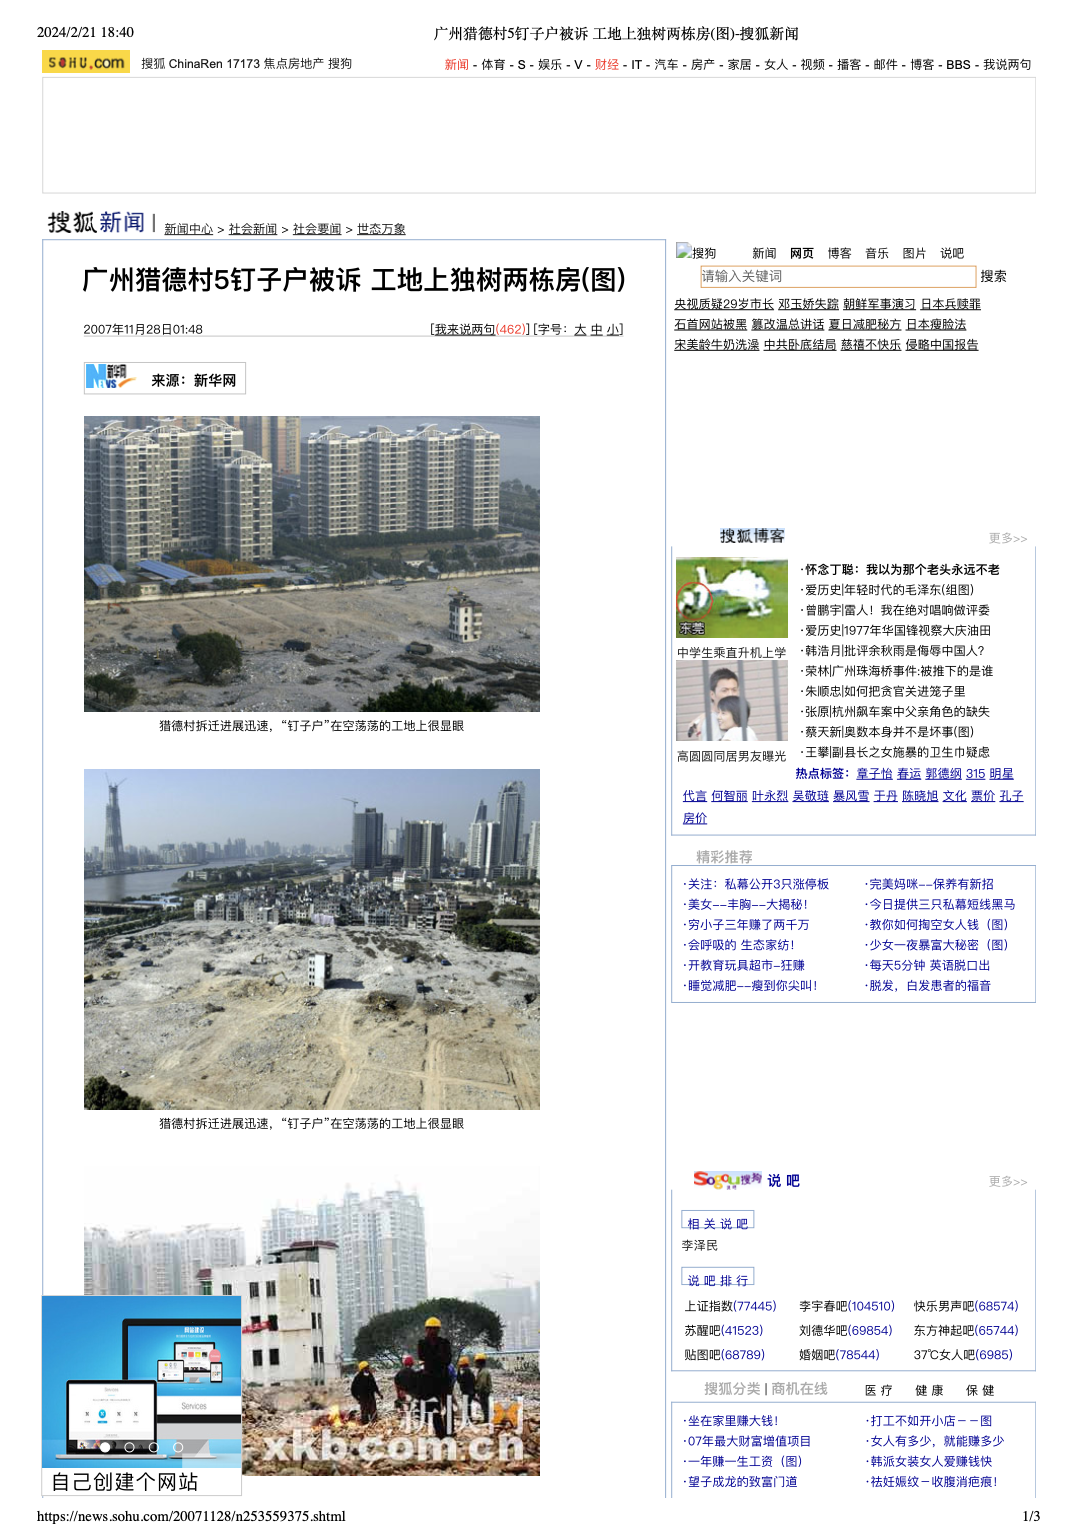 2024/2/21 18:40
广州猎德村5钉子户被诉 工地上独树两栋房(图)-搜狐新闻
SOHU.com 搜狐 ChinaRen 17173 焦点房地产 搜狗
新闻 - 体育 - S - 娱乐 - V - 财经 - IT - 汽车 - 房产 - 家居 - 女人 - 视频 - 播客 - 邮件 - 博客 - BBS - 我说两句
搜狐新闻 | 新闻中心 > 社会新闻 > 社会要闻 > 世态万象
广州猎德村5钉子户被诉 工地上独树两栋房(图)
2007年11月28日01:48
[我来说两句(462)] [字号：大 中 小]
新华网
NEWS
来源：新华网
猎德村拆迁进展迅速，“钉子户”在空荡荡的工地上很显眼
猎德村拆迁进展迅速，“钉子户”在空荡荡的工地上很显眼
新快网
xkb.com.cn
网站建设
Services
Services
自己创建个网站
搜狗 新闻 网页 博客 音乐 图片 说吧
请输入关键词 搜索
央视质疑29岁市长 邓玉娇失踪 朝鲜军事演习 日本兵赎罪
石首网站被黑 篡改温总讲话 夏日减肥秘方 日本瘦脸法
宋美龄牛奶洗澡 中共卧底结局 慈禧不快乐 侵略中国报告
搜狐博客
更多>>
东莞
中学生乘直升机上学
高圆圆同居男友曝光
·怀念丁聪：我以为那个老头永远不老
·爱历史|年轻时代的毛泽东(组图)
·曾鹏宇|雷人！我在绝对唱响做评委
·爱历史|1977年华国锋视察大庆油田
·韩浩月|批评余秋雨是侮辱中国人?
·荣林|广州珠海桥事件:被推下的是谁
·朱顺忠|如何把贪官关进笼子里
·张原|杭州飙车案中父亲角色的缺失
·蔡天新|奥数本身并不是坏事(图)
·王攀|副县长之女施暴的卫生巾疑虑
热点标签：章子怡 春运 郭德纲 315 明星
代言 何智丽 叶永烈 吴敬琏 暴风雪 于丹 陈晓旭 文化 票价 孔子
房价
精彩推荐
·关注：私幕公开3只涨停板 ·完美妈咪--保养有新招
·美女--丰胸--大揭秘! ·今日提供三只私幕短线黑马
·穷小子三年赚了两千万 ·教你如何掏空女人钱（图）
·会呼吸的 生态家纺! ·少女一夜暴富大秘密（图）
·开教育玩具超市-狂赚 ·每天5分钟 英语脱口出
·睡觉减肥--瘦到你尖叫! ·脱发，白发患者的福音
Sogou搜狗 说吧 说 吧
更多>>
相 关 说 吧
李泽民
说 吧 排 行
上证指数(77445) 李宇春吧(104510) 快乐男声吧(68574)
苏醒吧(41523) 刘德华吧(69854) 东方神起吧(65744)
贴图吧(68789) 婚姻吧(78544) 37℃女人吧(6985)
搜狐分类 | 商机在线 医 疗 健 康 保 健
·坐在家里赚大钱! ·打工不如开小店－－图
·07年最大财富增值项目 ·女人有多少，就能赚多少
·一年赚一生工资（图） ·韩派女装女人爱赚钱快
·望子成龙的致富门道 ·祛妊娠纹－收腹消疤痕!
https://news.sohu.com/20071128/n253559375.shtml
1/3